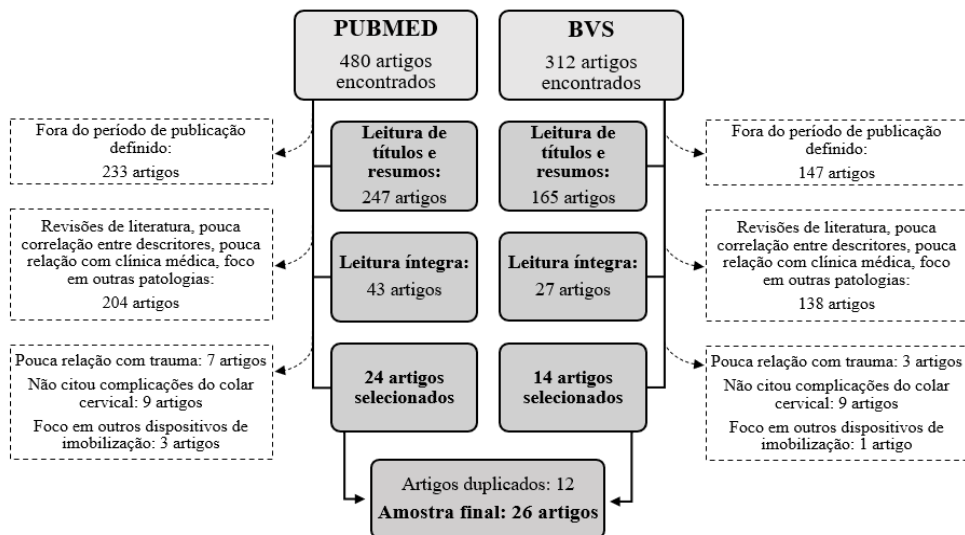 PUBMED
480 artigos
encontrados
BVS
312 artigos
encontrados
Fora do período de publicação
definido:
233 artigos
Leitura de
títulos e
resumos:
247 artigos
Leitura de
títulos e
resumos:
165 artigos
Fora do período de publicação
definido:
147 artigos
Revisões de literatura, pouca
correlação entre descritores, pouca
relação com clínica médica, foco
em outras patologias:
204 artigos
Leitura íntegra:
43 artigos
Leitura íntegra:
27 artigos
Revisões de literatura, pouca
correlação entre descritores, pouca
relação com clínica médica, foco
em outras patologias:
138 artigos
Pouca relação com trauma: 7 artigos
Não citou complicações do colar
cervical: 9 artigos
Foco em outros dispositivos de
imobilização: 3 artigos
24 artigos
selecionados
14 artigos
selecionados
Pouca relação com trauma: 3 artigos
Não citou complicações do colar
cervical: 9 artigos
Foco em outros dispositivos de
imobilização: 1 artigo
Artigos duplicados: 12
Amostra final: 26 artigos